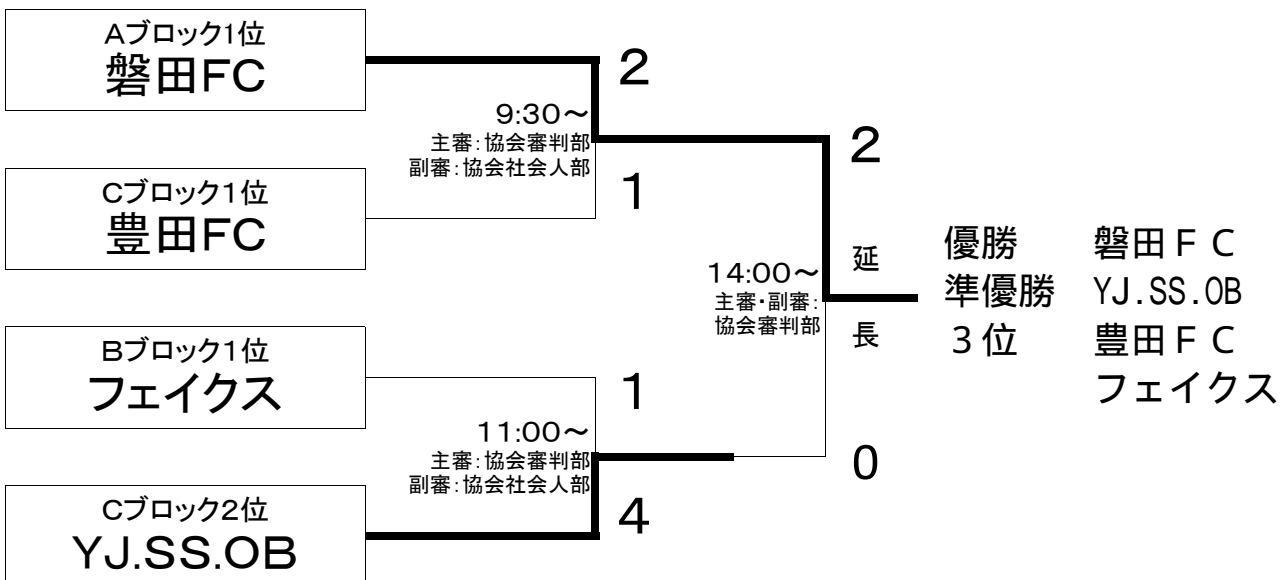 Aブロック1位
磐田FC
2
9:30～
主審：協会審判部
副審：協会社会人部
Cブロック1位
豊田FC
1
2
14:00～
主審・副審：
協会審判部
延
長
0
優勝 磐田ＦＣ
準優勝 YJ.SS.OB
３位 豊田ＦＣ
フェイクス
Bブロック1位
フェイクス
1
11:00～
主審：協会審判部
副審：協会社会人部
Cブロック2位
YJ.SS.OB
4